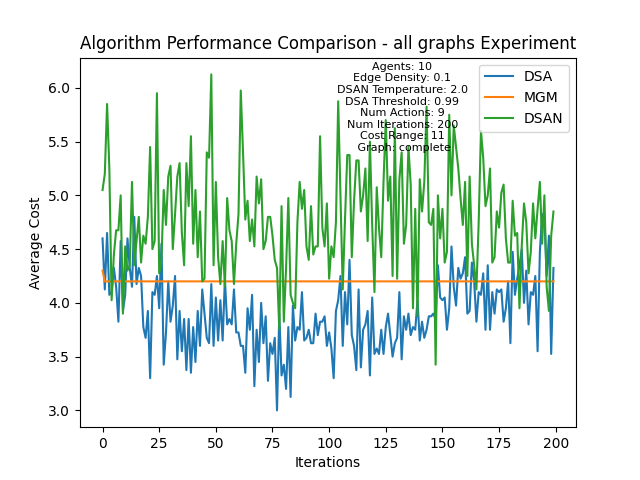 Algorithm Performance Comparison - all graphs Experiment
Agents: 10
Edge Density: 0.1
DSAN Temperature: 2.0
DSA Threshold: 0.99
Num Actions: 9
Num Iterations: 200
Cost Range: 11
Graph: complete
DSA
MGM
DSAN
Average Cost
6.0
5.5
5.0
4.5
4.0
3.5
3.0
0 25 50 75 100 125 150 175 200
Iterations